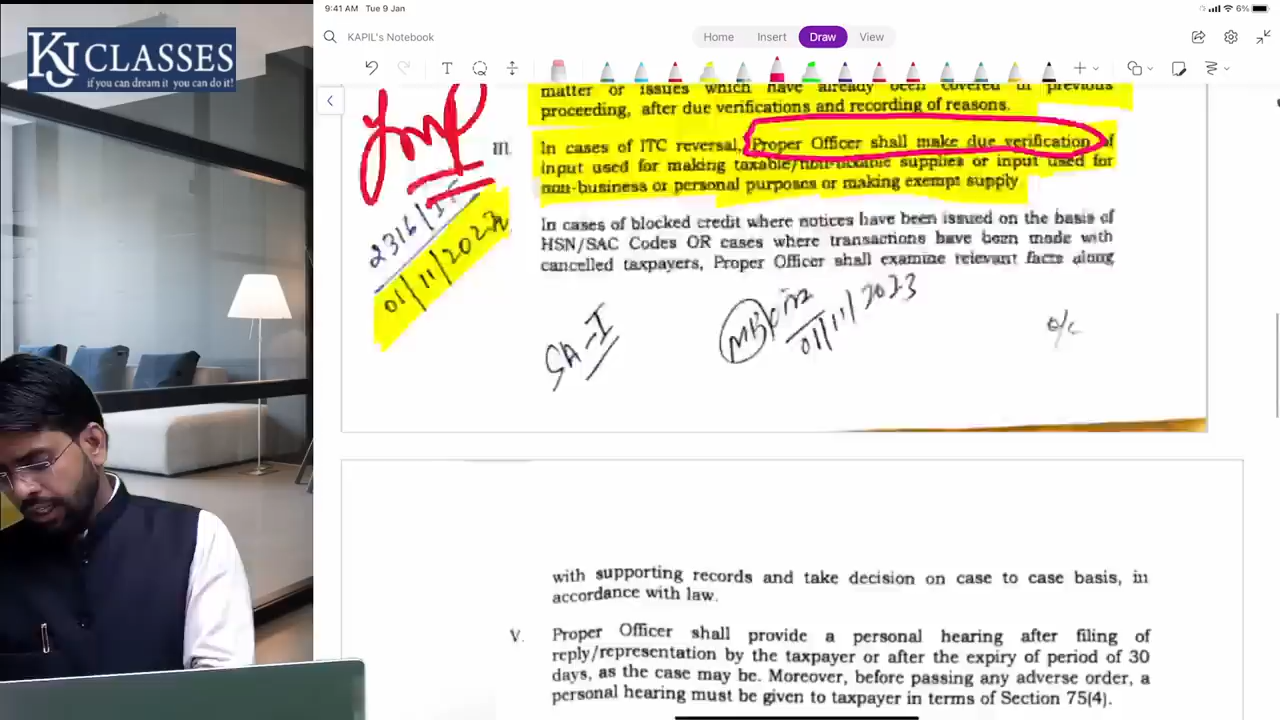 9:41 AM Tue 9 Jan
6%
KJ CLASSES
if you can dream it you can do it!
KAPIL's Notebook
Home Insert Draw View
T
matter or issues which have already been covered in previous
proceeding, after due verifications and recording of reasons.
Imp
III. In cases of ITC reversal, Proper Officer shall make due verification of
input used for making taxable/non-taxable supplies or input used for
non-business or personal purposes or making exempt supply
2316/
01/11/2023
In cases of blocked credit where notices have been issued on the basis of
HSN/SAC Codes OR cases where transactions have been made with
cancelled taxpayers, Proper Officer shall examine relevant facts along
SA-I
MB
01/11/2023
o/c
with supporting records and take decision on case to case basis, in
accordance with law.
V. Proper Officer shall provide a personal hearing after filing of
reply/representation by the taxpayer or after the expiry of period of 30
days, as the case may be. Moreover, before passing any adverse order, a
personal hearing must be given to taxpayer in terms of Section 75(4).